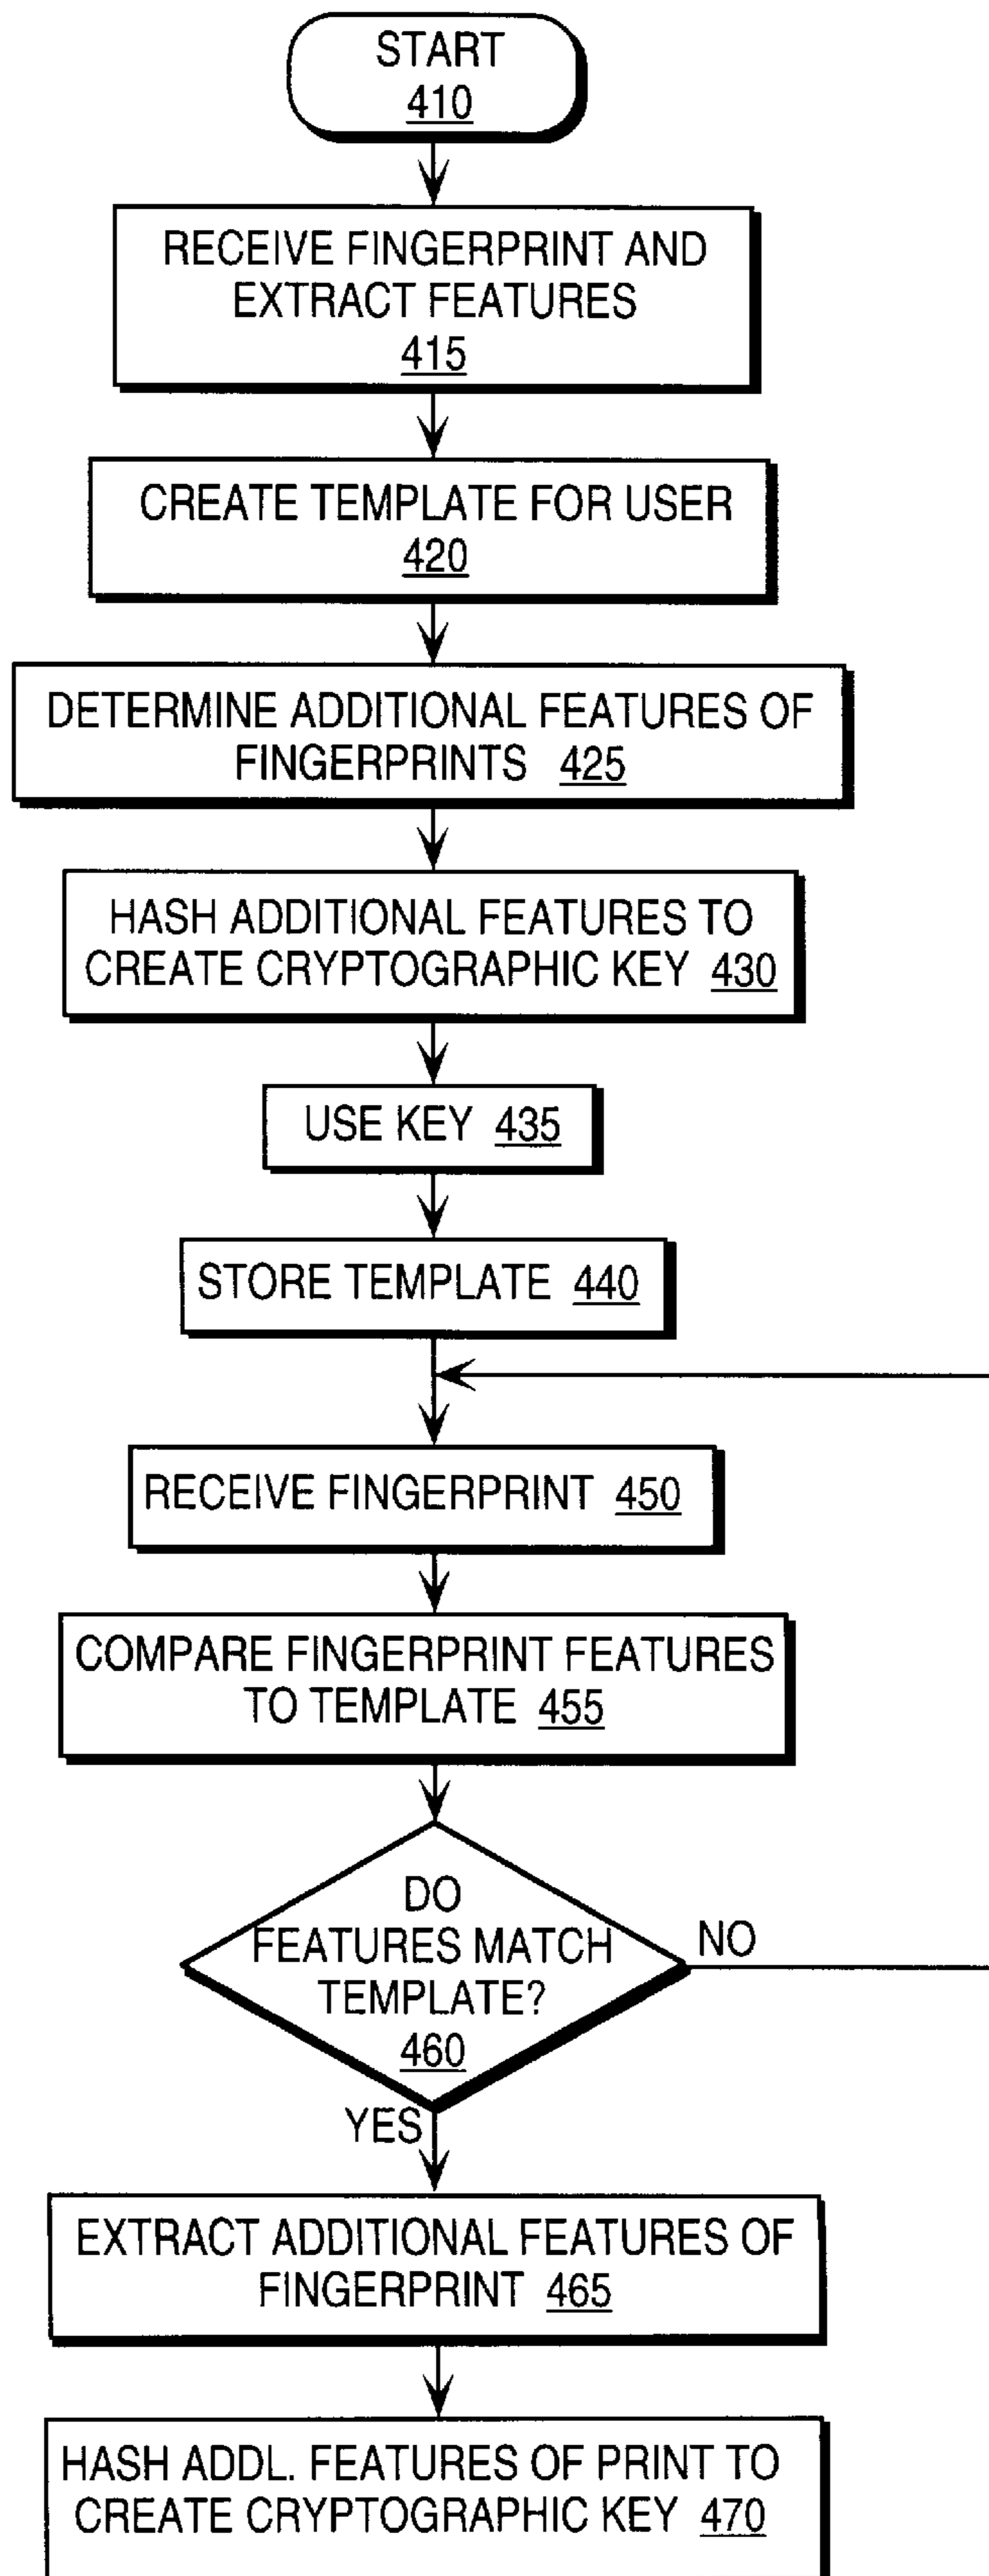 START
410
RECEIVE FINGERPRINT AND
EXTRACT FEATURES
415
CREATE TEMPLATE FOR USER
420
DETERMINE ADDITIONAL FEATURES OF
FINGERPRINTS 425
HASH ADDITIONAL FEATURES TO
CREATE CRYPTOGRAPHIC KEY 430
USE KEY 435
STORE TEMPLATE 440
RECEIVE FINGERPRINT 450
COMPARE FINGERPRINT FEATURES
TO TEMPLATE 455
DO
FEATURES MATCH
TEMPLATE?
460
NO
YES
EXTRACT ADDITIONAL FEATURES OF
FINGERPRINT 465
HASH ADDL. FEATURES OF PRINT TO
CREATE CRYPTOGRAPHIC KEY 470